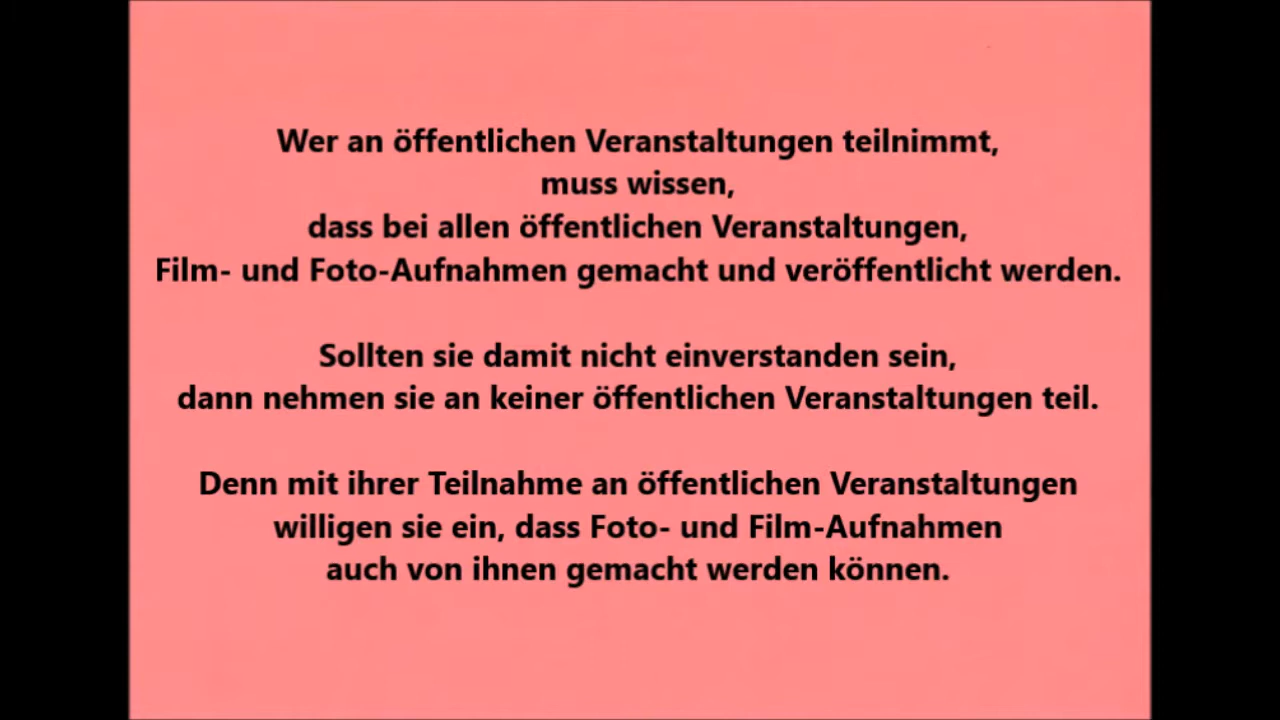 Wer an öffentlichen Veranstaltungen teilnimmt,
muss wissen,
dass bei allen öffentlichen Veranstaltungen,
Film- und Foto-Aufnahmen gemacht und veröffentlicht werden.
Sollten sie damit nicht einverstanden sein,
dann nehmen sie an keiner öffentlichen Veranstaltungen teil.
Denn mit ihrer Teilnahme an öffentlichen Veranstaltungen
willigen sie ein, dass Foto- und Film-Aufnahmen
auch von ihnen gemacht werden können.